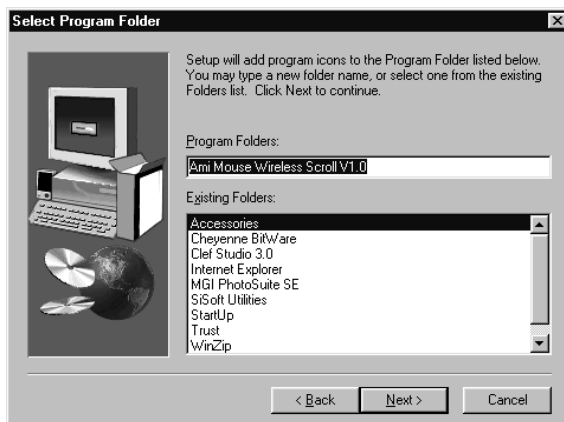 Select Program Folder
Setup will add program icons to the Program Folder listed below.
You may type a new folder name, or select one from the existing
Folders list. Click Next to continue.
Program Folders:
Ami Mouse Wireless Scroll V1.0
Existing Folders:
Accessories
Cheyenne BitWare
Clef Studio 3.0
Internet Explorer
MGI PhotoSuite SE
SiSoft Utilities
StartUp
Trust
WinZip
< Back
Next >
Cancel